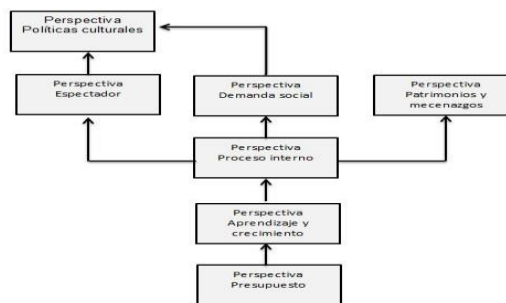 Perspectiva
Políticas culturales
Perspectiva
Espectador
Perspectiva
Demanda social
Perspectiva
Patrimonios y
mecenazgos
Perspectiva
Proceso interno
Perspectiva
Aprendizaje y
crecimiento
Perspectiva
Presupuesto